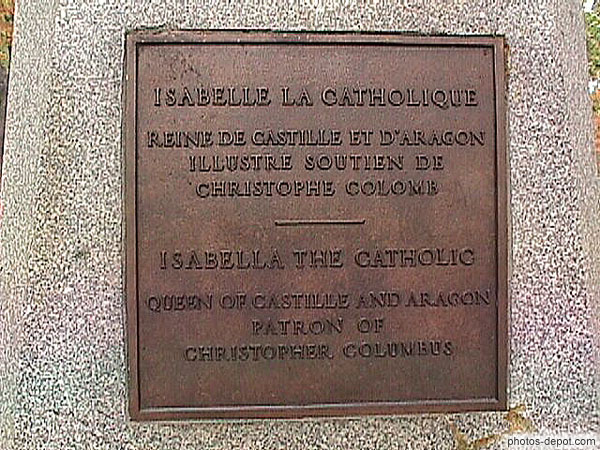 ISABELLE LA CATHOLIQUE
REINE DE CASTILLE ET D'ARAGON
ILLUSTRE SOUTIEN DE
CHRISTOPHE COLOMB
ISABELLA THE CATHOLIC
QUEEN OF CASTILLE AND ARAGON
PATRON OF
CHRISTOPHER COLUMBUS
photos-depot.com